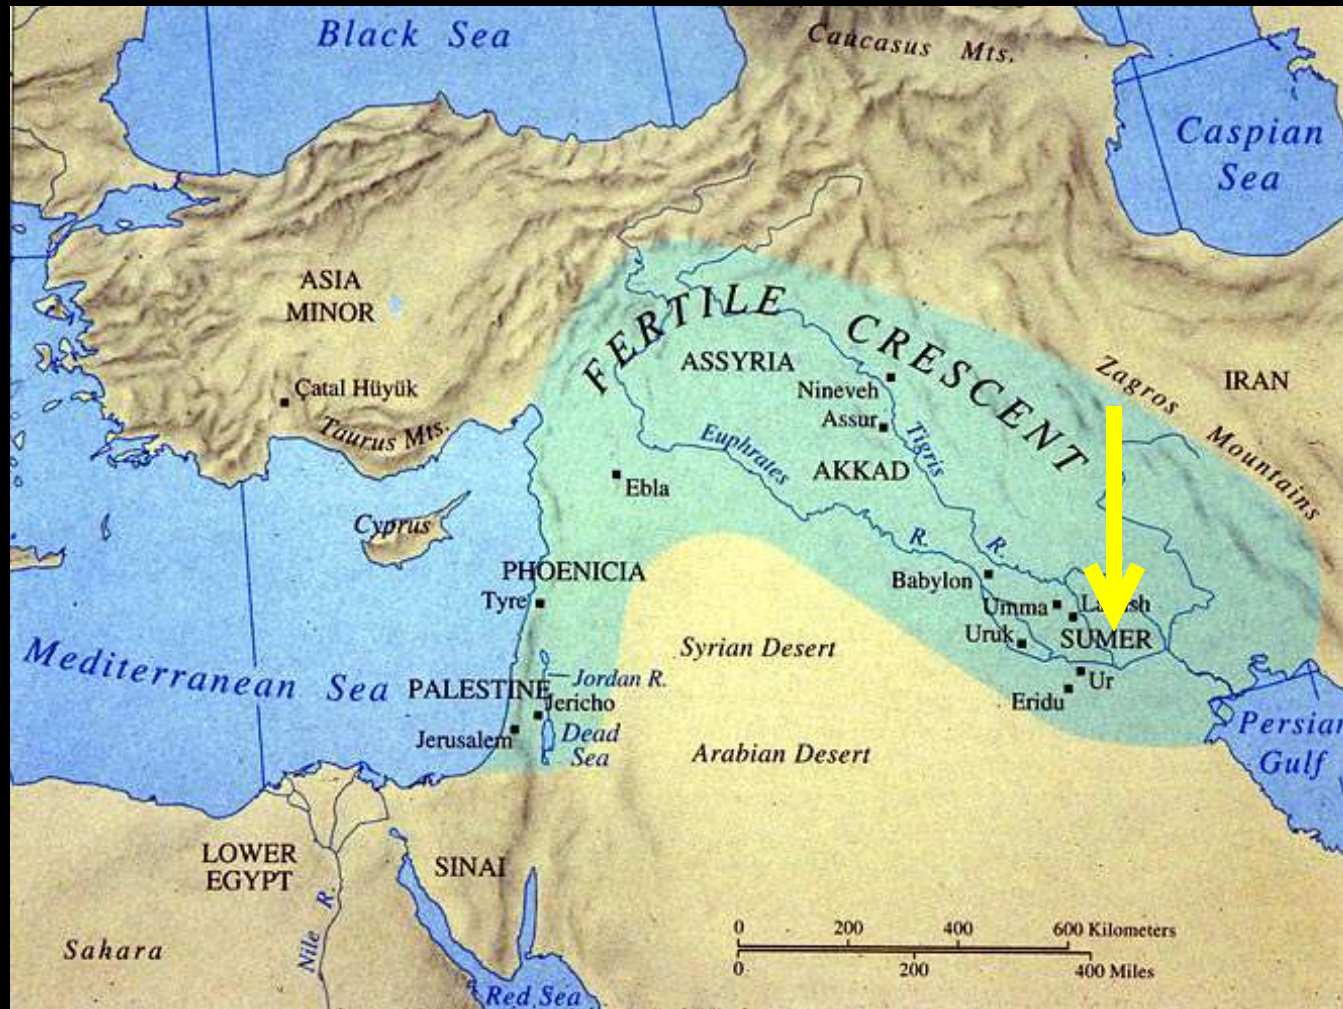 Black Sea
Caucasus Mts.
Caspian
Sea
ASIA
MINOR
FERTILE CRESCENT
ASSYRIA
Zagros Mountains
IRAN
Nineveh
Çatal Hüyük
Assur
Taurus Mts.
Tigris
R.
Euphrates
R.
AKKAD
Ebla
Cyprus
PHOENICIA
Babylon
Tyre
Umma
Uruk
SUMER
Syrian Desert
Mediterranean Sea
Jordan R.
PALESTINE
Jericho
Ur
Eridu
Jerusalem
Dead
Sea
Persian
Gulf
Arabian Desert
LOWER
EGYPT
SINAI
Nile R.
Sahara
0 200 400 600 Kilometers
0 200 400 Miles
Red Sea